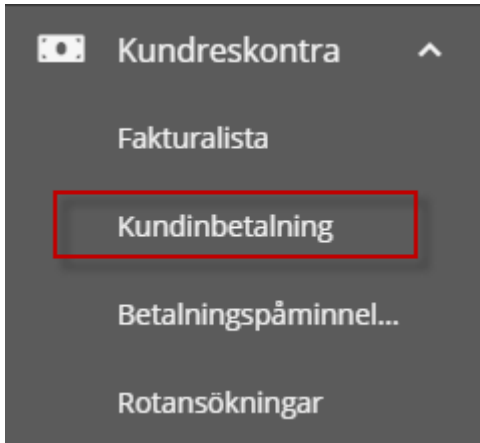 Kundreskontra
Fakturalista
Kundinbetalning
Betalningspåminnel...
Rotansökningar